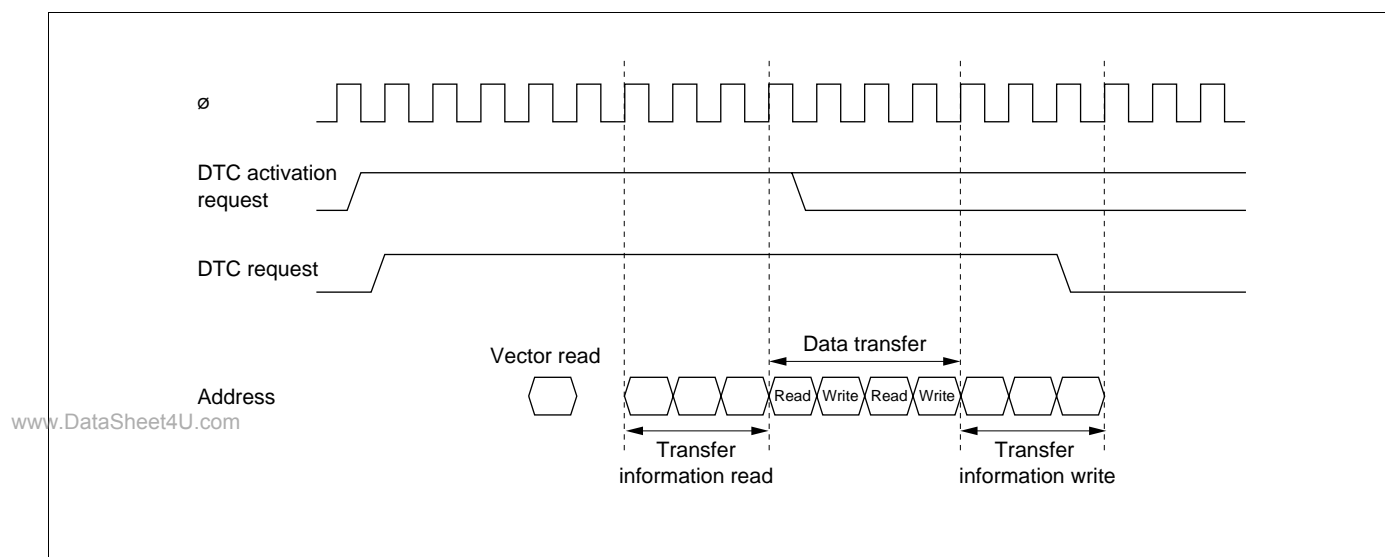 ø
DTC activation
request
DTC request
Vector read
Data transfer
Address
Read Write Read Write
www.DataSheet4U.com
Transfer
information read
Transfer
information write